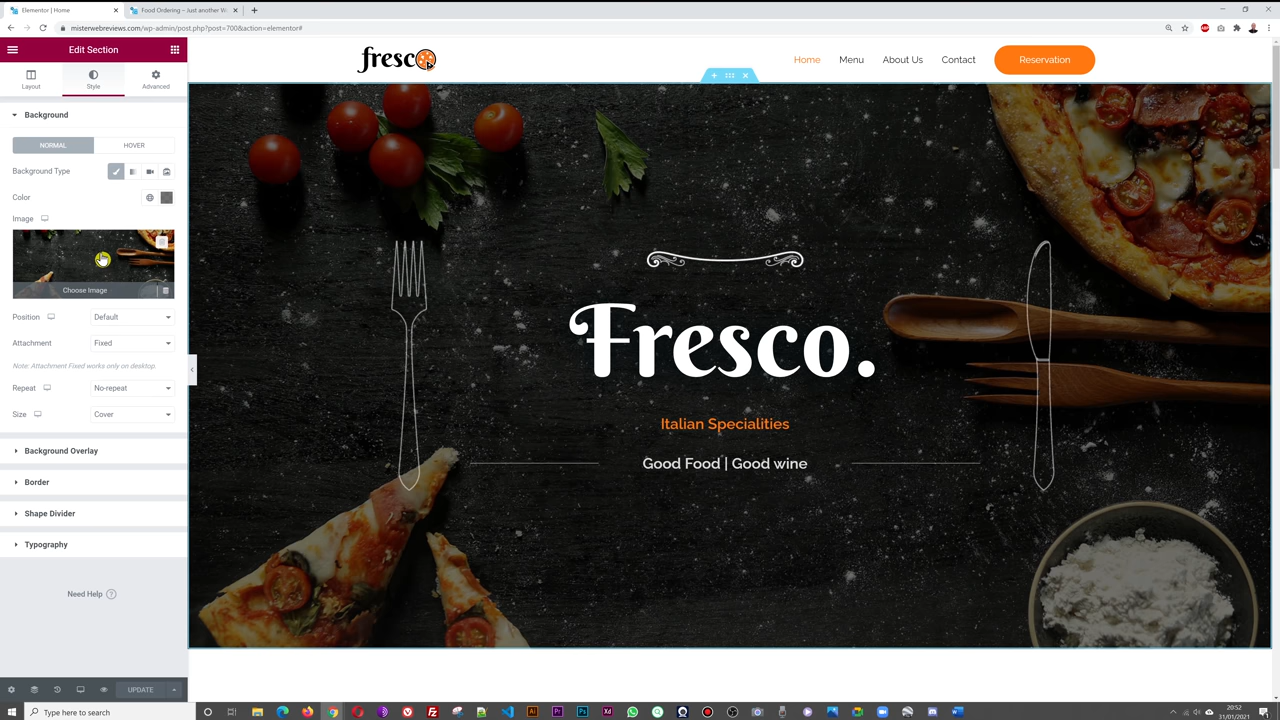 Elementor | Home
Food Ordering – Just another W
misterwebreviews.com/wp-admin/post.php?post=700&action=elementor#
Edit Section
Layout
Style
Advanced
Background
NORMAL
HOVER
Background Type
Color
Image
Choose Image
Position
Default
Attachment
Fixed
Note: Attachment Fixed works only on desktop.
Repeat
No-repeat
Size
Cover
Background Overlay
Border
Shape Divider
Typography
Need Help
UPDATE
fresco
Home
Menu
About Us
Contact
Reservation
Fresco.
Italian Specialities
Good Food | Good wine
Type here to search
20:52
31/01/2021